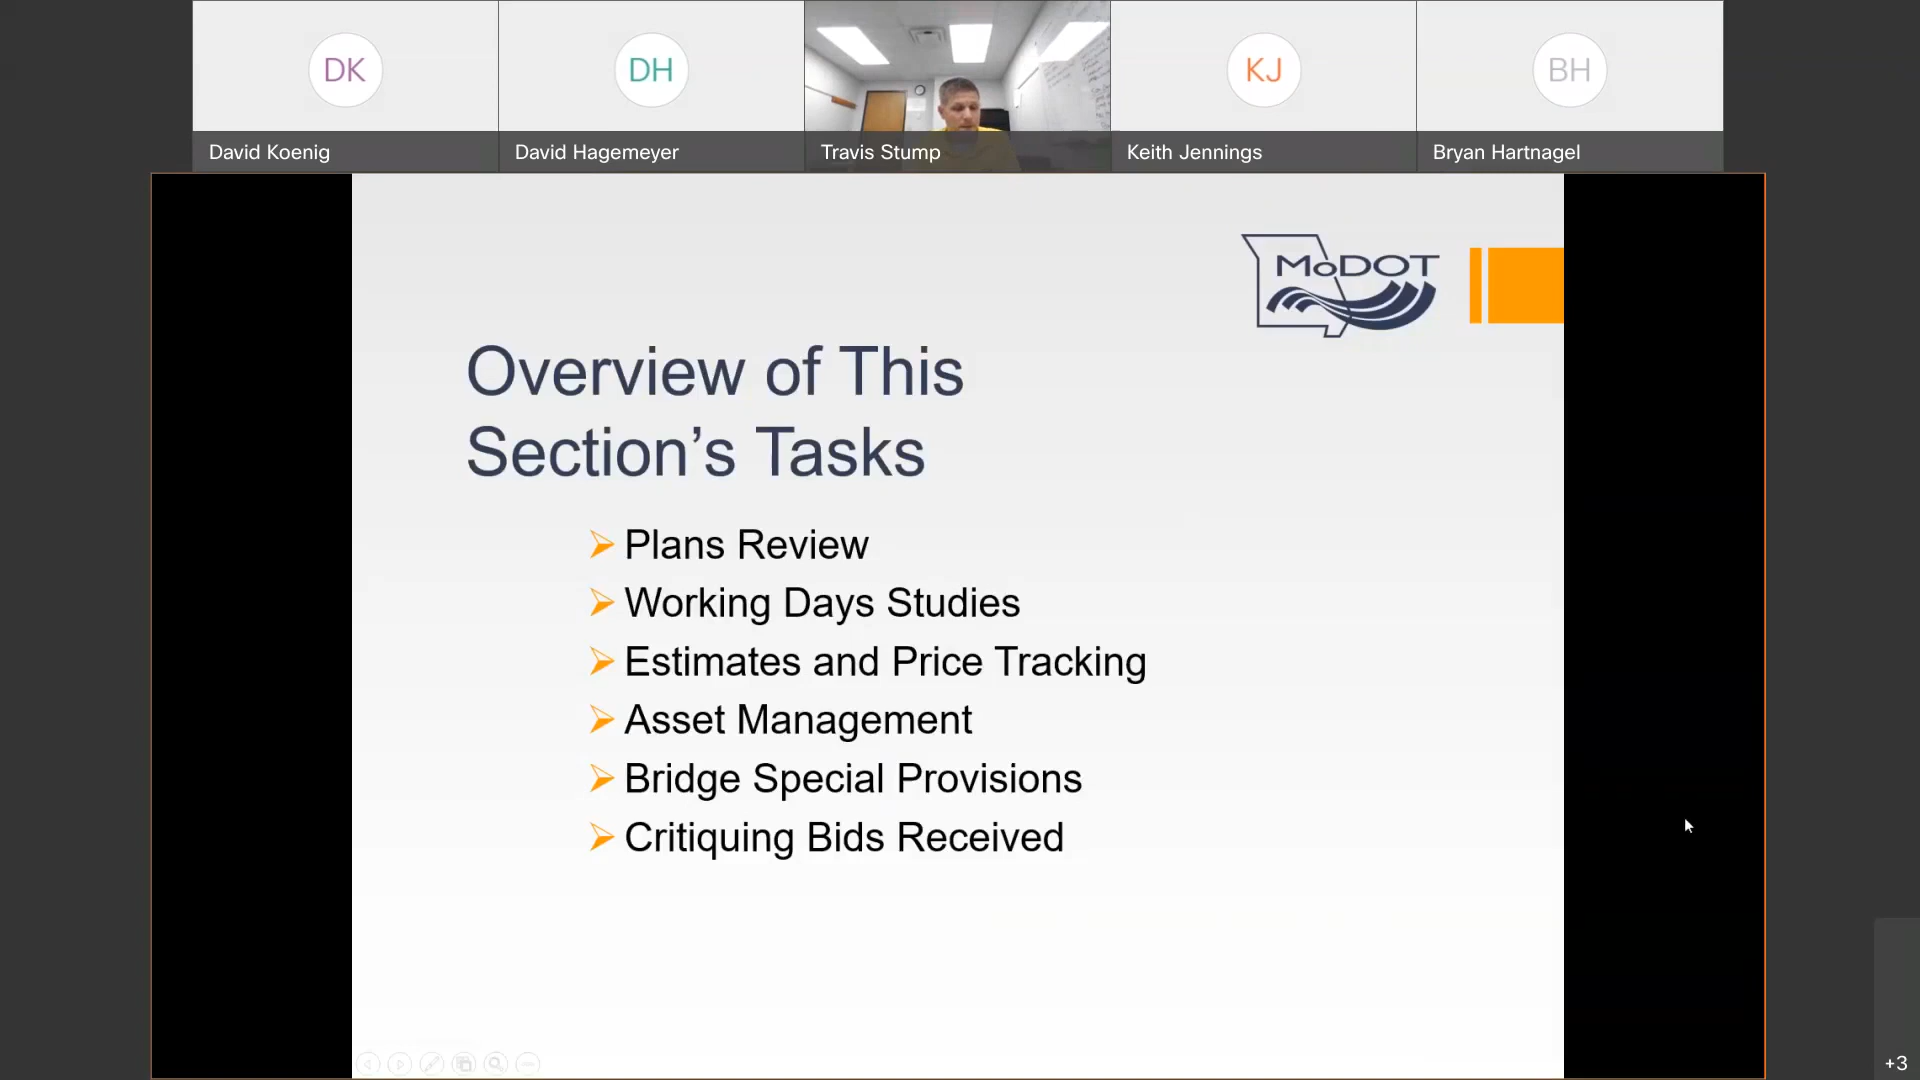 DK
DH
KJ
BH
David Koenig
David Hagemeyer
Travis Stump
Keith Jennings
Bryan Hartnagel
MoDOT
Overview of This
Section’s Tasks
Plans Review
Working Days Studies
Estimates and Price Tracking
Asset Management
Bridge Special Provisions
Critiquing Bids Received
+3